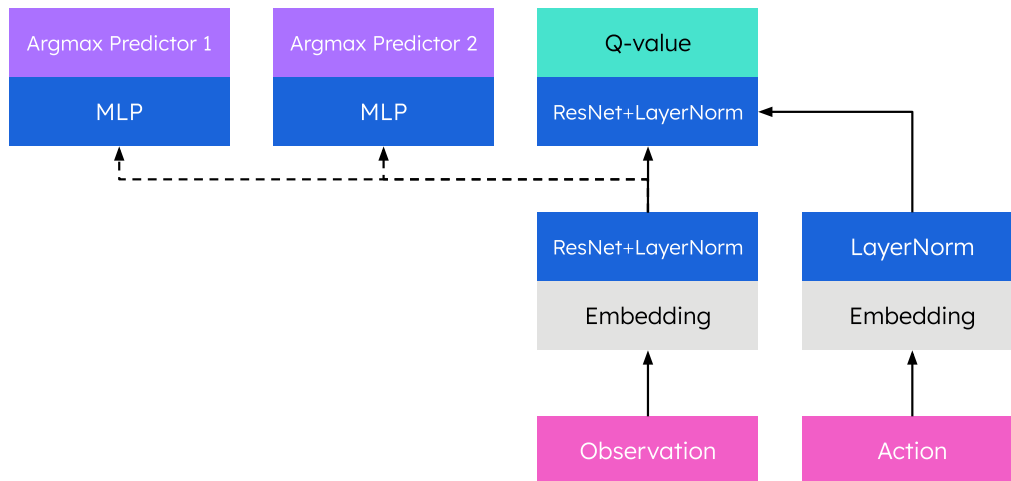 Argmax Predictor 1
Argmax Predictor 2
Q-value
MLP
MLP
ResNet+LayerNorm
ResNet+LayerNorm
LayerNorm
Embedding
Embedding
Observation
Action